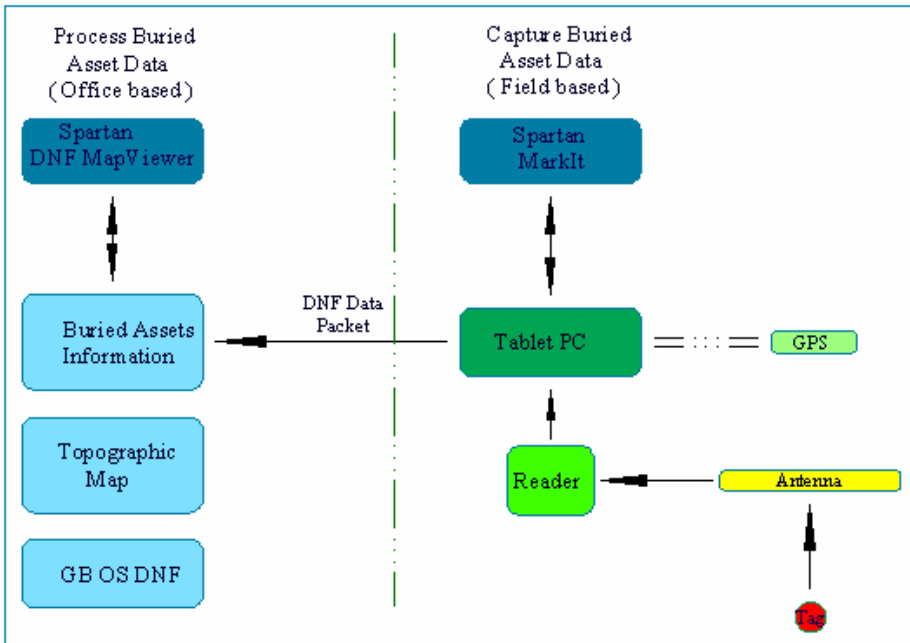 Process Buried
Asset Data
( Office based )
Spartan
DNF MapViewer
Buried Assets
Information
Topographic
Map
GB OS DNF
DNF Data
Packet
Capture Buried
Asset Data
( Field based )
Spartan
MarkIt
Tablet PC
GPS
Reader
Antenna
Tag